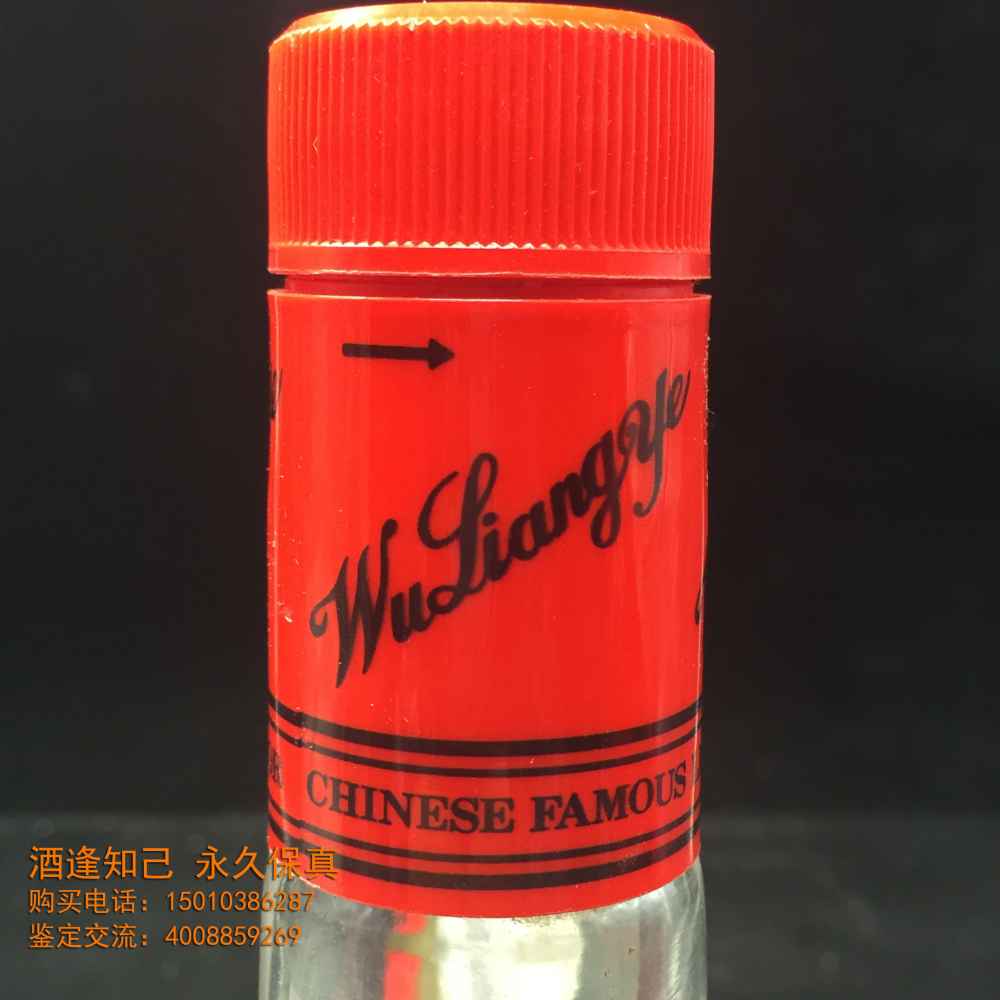 WuLiangYe
CHINESE FAMOUS
酒逢知己 永久保真
购买电话：15010386287
鉴定交流：4008859269